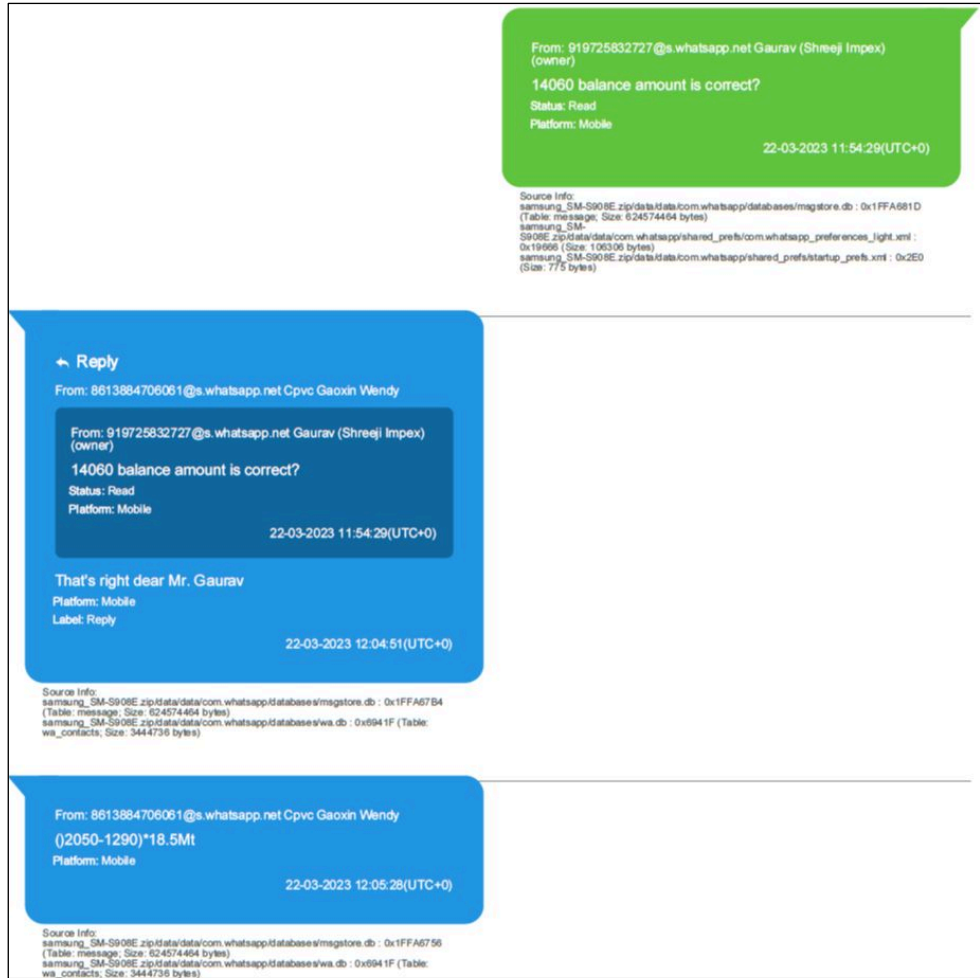 From: 919725832727@s.whatsapp.net Gaurav (Shreeji Impex)
(owner)
14060 balance amount is correct?
Status: Read
Platform: Mobile
22-03-2023 11:54:29(UTC+0)
Source Info:
samsung_SM-S908E.zip/data/data/com.whatsapp/databases/msgstore.db : 0x1FFA681D
(Table: message; Size: 624574464 bytes)
samsung_SM-
S908E.zip/data/data/com.whatsapp/shared_prefs/com.whatsapp_preferences_light.xml :
0x19666 (Size: 106306 bytes)
samsung_SM-S908E.zip/data/data/com.whatsapp/shared_prefs/startup_prefs.xml : 0x2E0
(Size: 775 bytes)
Reply
From: 8613884706061@s.whatsapp.net Cpvc Gaoxin Wendy
From: 919725832727@s.whatsapp.net Gaurav (Shreeji Impex)
(owner)
14060 balance amount is correct?
Status: Read
Platform: Mobile
22-03-2023 11:54:29(UTC+0)
That's right dear Mr. Gaurav
Platform: Mobile
Label: Reply
22-03-2023 12:04:51(UTC+0)
Source Info:
samsung_SM-S908E.zip/data/data/com.whatsapp/databases/msgstore.db : 0x1FFA67B4
(Table: message; Size: 624574464 bytes)
samsung_SM-S908E.zip/data/data/com.whatsapp/databases/wa.db : 0x6941F (Table:
wa_contacts; Size: 3444736 bytes)
From: 8613884706061@s.whatsapp.net Cpvc Gaoxin Wendy
()2050-1290)*18.5Mt
Platform: Mobile
22-03-2023 12:05:28(UTC+0)
Source Info:
samsung_SM-S908E.zip/data/data/com.whatsapp/databases/msgstore.db : 0x1FFA6756
(Table: message; Size: 624574464 bytes)
samsung_SM-S908E.zip/data/data/com.whatsapp/databases/wa.db : 0x6941F (Table:
wa_contacts; Size: 3444736 bytes)